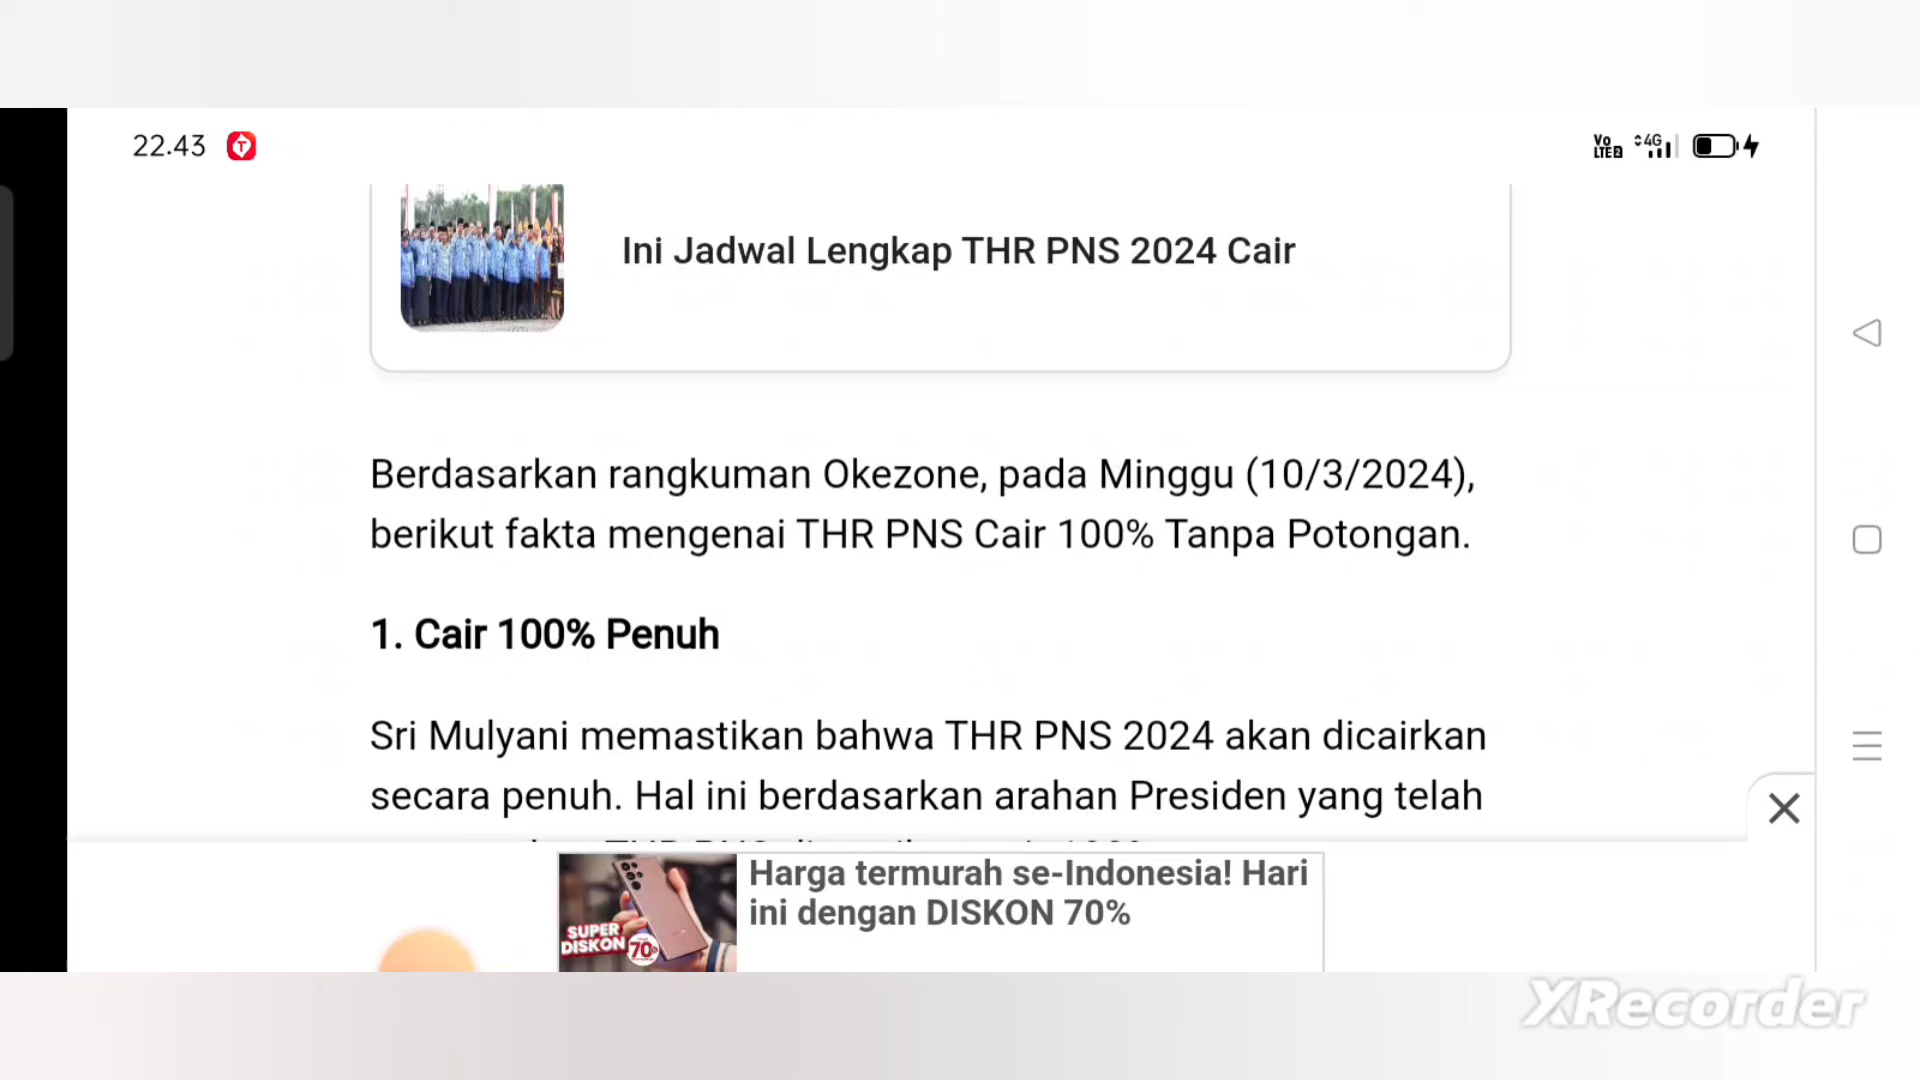 22.43
Vo
LTE2
4G
Ini Jadwal Lengkap THR PNS 2024 Cair
Berdasarkan rangkuman Okezone, pada Minggu (10/3/2024),
berikut fakta mengenai THR PNS Cair 100% Tanpa Potongan.
1. Cair 100% Penuh
Sri Mulyani memastikan bahwa THR PNS 2024 akan dicairkan
secara penuh. Hal ini berdasarkan arahan Presiden yang telah
Harga termurah se-Indonesia! Hari
ini dengan DISKON 70%
SUPER
DISKON
70%
XRecorder